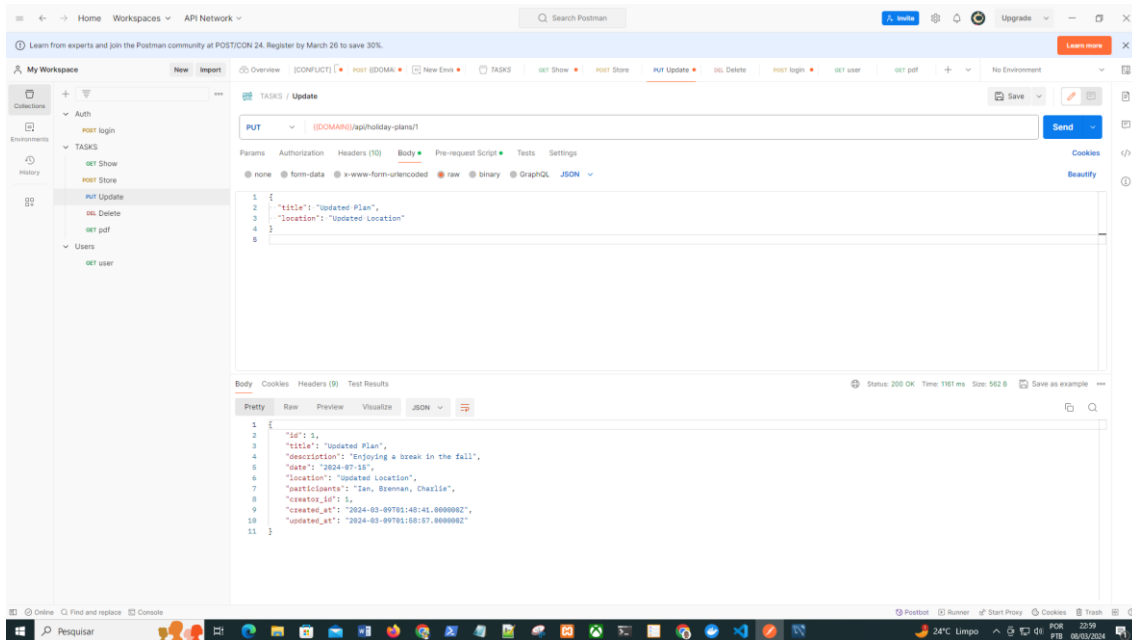 Home Workspaces API Network Search Postman Invite Upgrade
Learn from experts and join the Postman community at POST/CON 24. Register by March 26 to save 30%. Learn more
My Workspace New Import Overview [CONFLICT] POST {{DOMAI New Envir TASKS GET Show POST Store PUT Update DEL Delete POST login GET user GET pdf No Environment
Collections
Environments
History
Auth
POST login
TASKS
GET Show
POST Store
PUT Update
DEL Delete
GET pdf
Users
GET user
TASKS / Update Save
PUT {{DOMAIN}}/api/holiday-plans/1 Send
Params Authorization Headers (10) Body Pre-request Script Tests Settings Cookies
none form-data x-www-form-urlencoded raw binary GraphQL JSON Beautify
1 {
2 "title": "Updated Plan",
3 "location": "Updated Location"
4 }
5
Body Cookies Headers (9) Test Results Status: 200 OK Time: 1161 ms Size: 562 B Save as example
Pretty Raw Preview Visualize JSON
1 {
2 "id": 1,
3 "title": "Updated Plan",
4 "description": "Enjoying a break in the fall",
5 "date": "2024-07-15",
6 "location": "Updated Location",
7 "participants": "Ian, Brennan, Charlie",
8 "creator_id": 1,
9 "created_at": "2024-03-09T01:48:41.000000Z",
10 "updated_at": "2024-03-09T01:58:57.000000Z"
11 }
Online Find and replace Console Postbot Runner Start Proxy Cookies Trash
Pesquisar 24°C Limpo POR 22:59
PTB 08/03/2024